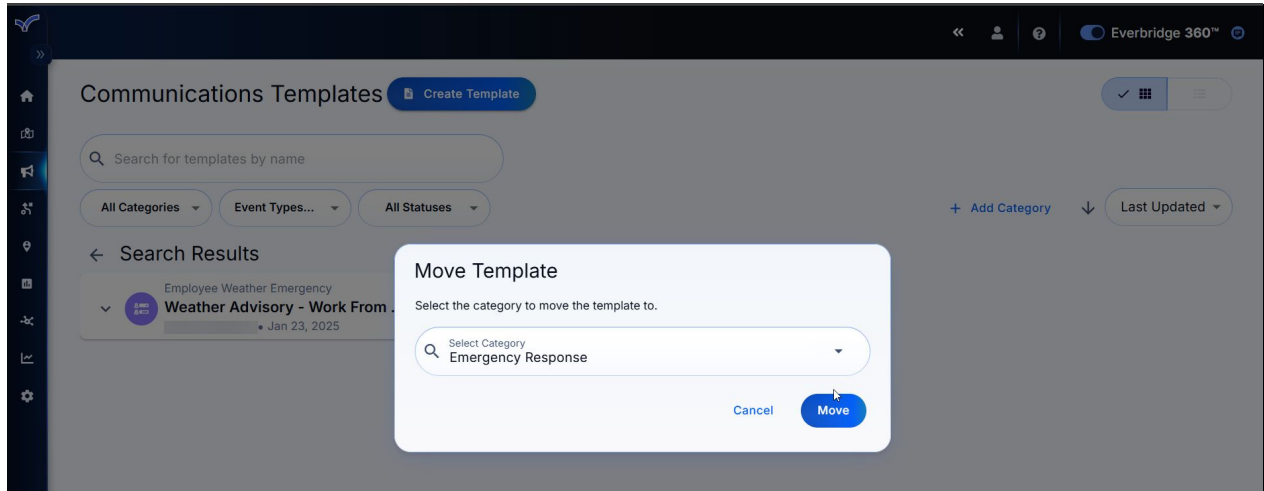 Everbridge 360™
Communications Templates
Create Template
Search for templates by name
All Categories
Event Types...
All Statuses
+ Add Category
Last Updated
Search Results
Employee Weather Emergency
Weather Advisory - Work From .
• Jan 23, 2025
Move Template
Select the category to move the template to.
Select Category
Emergency Response
Cancel
Move